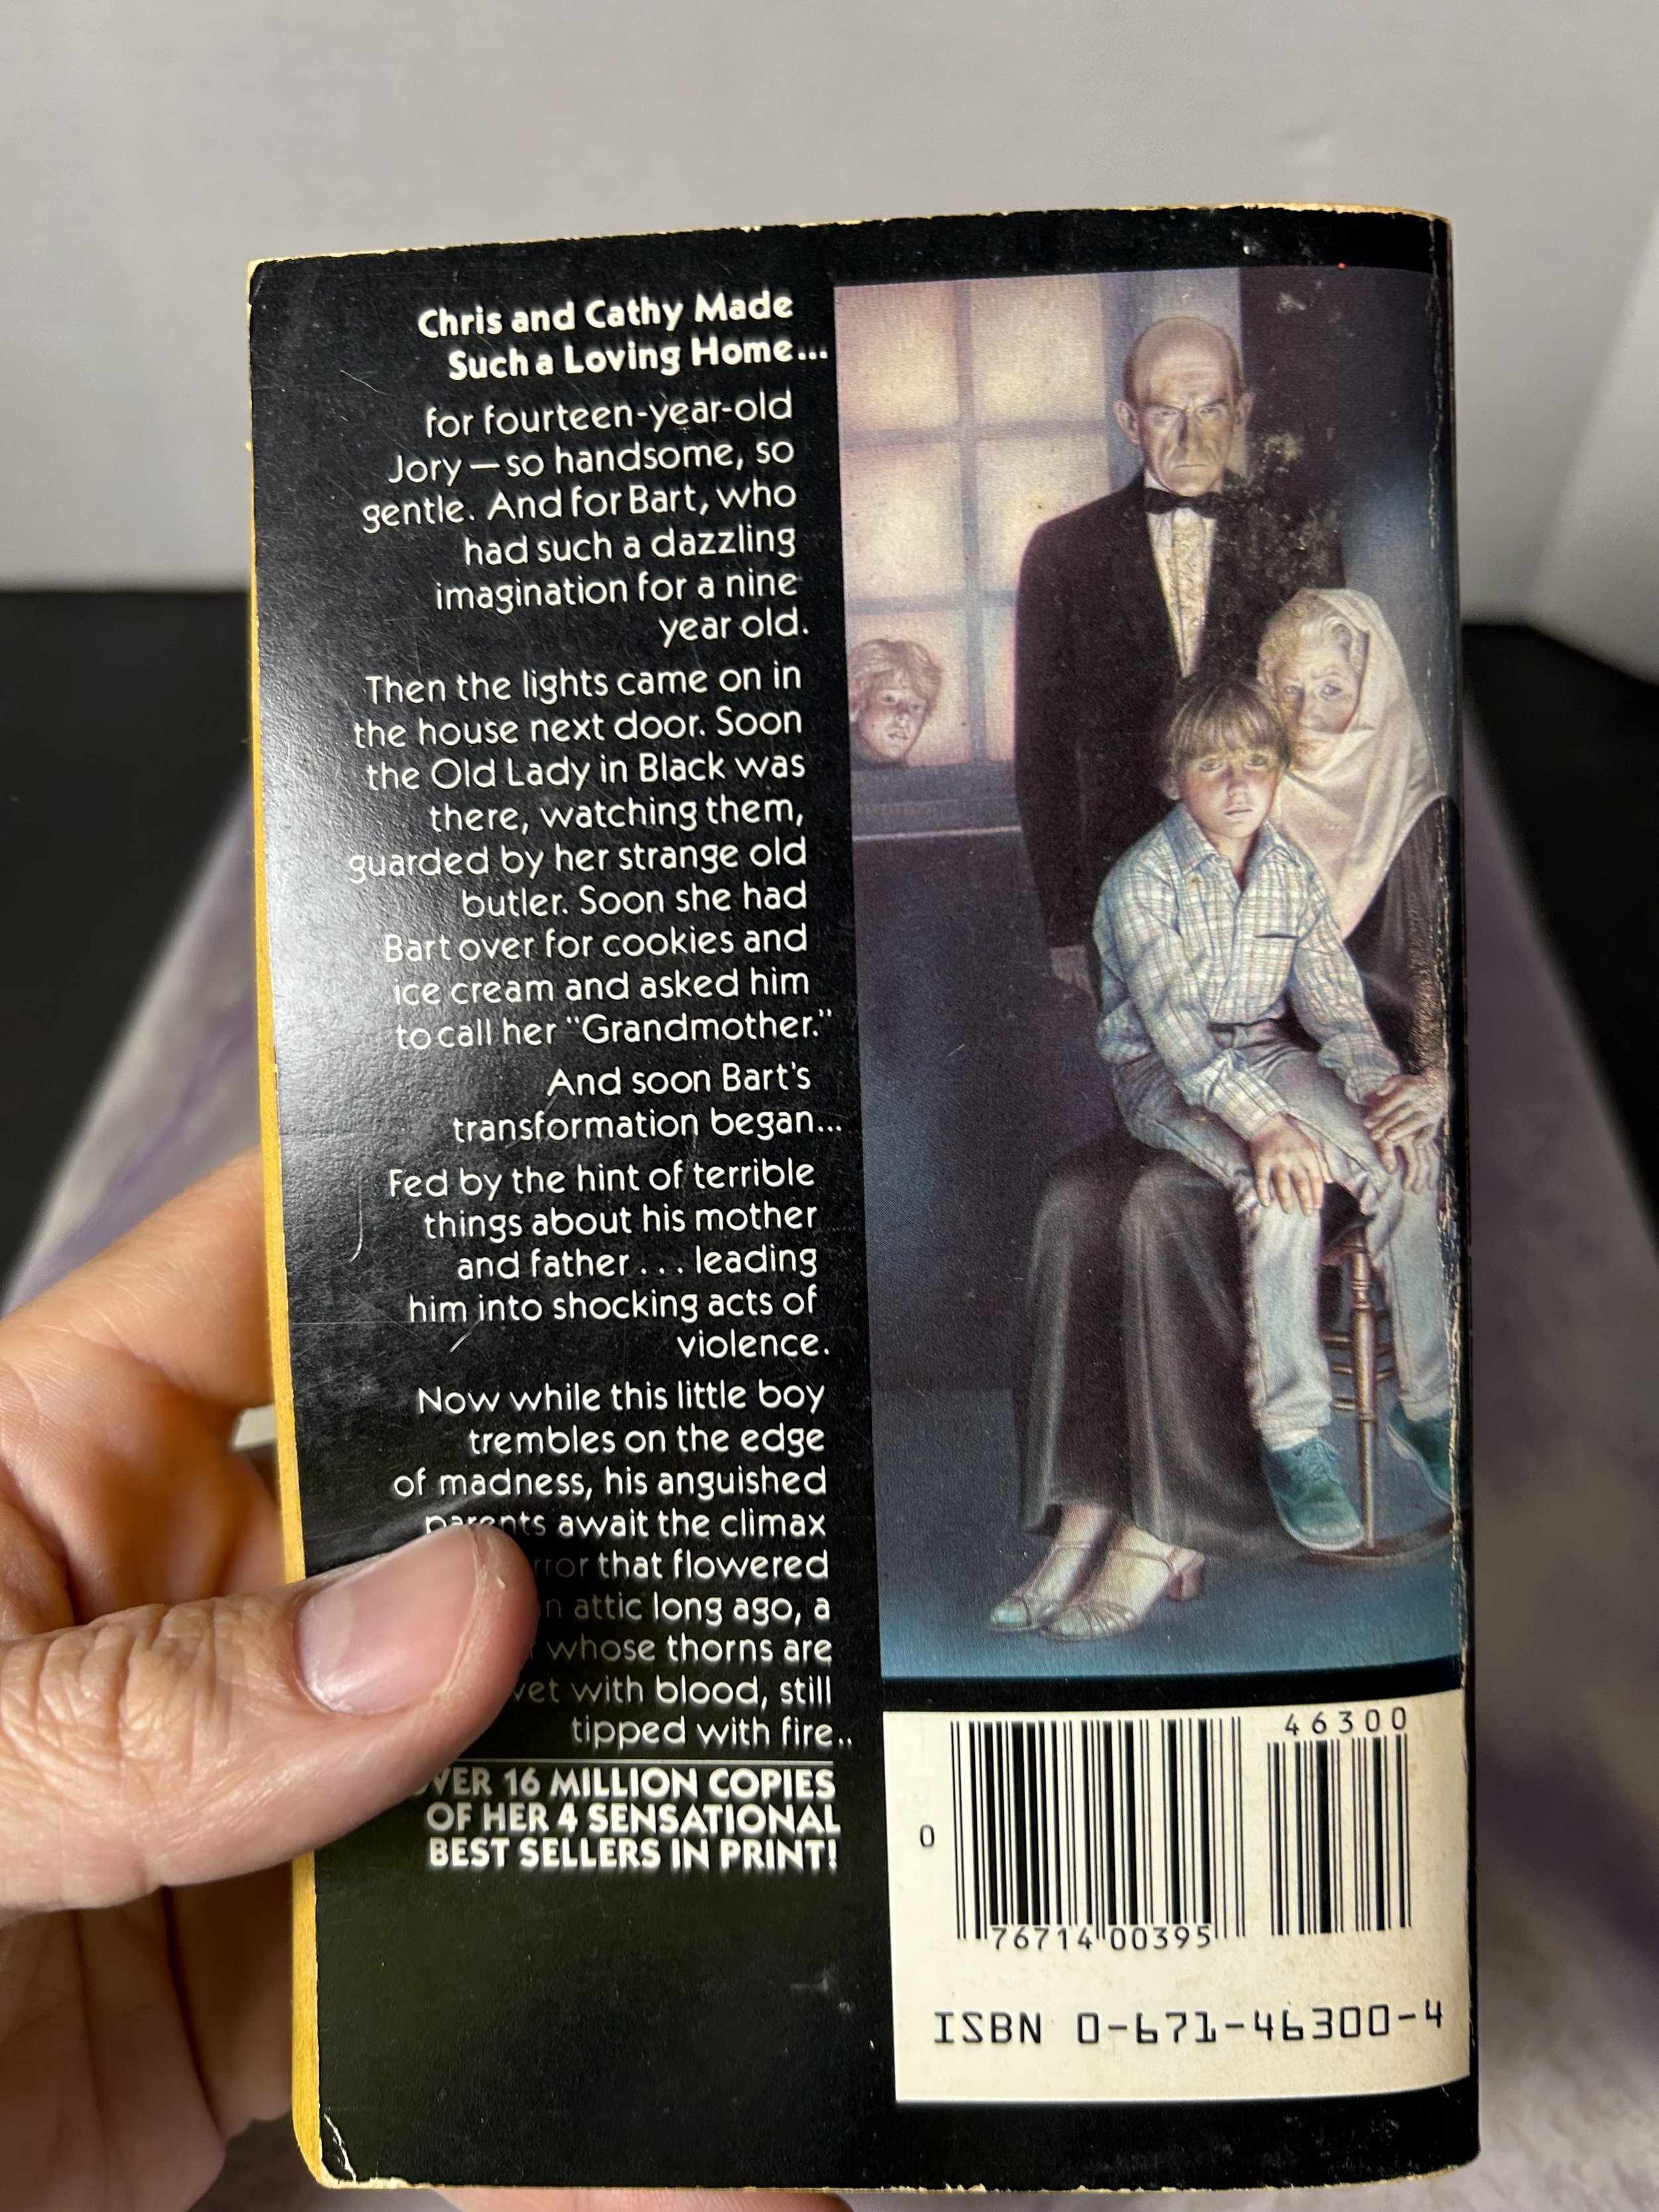 Chris and Cathy Made
Such a Loving Home...
for fourteen-year-old
Jory—so handsome, so
gentle. And for Bart, who
had such a dazzling
imagination for a nine
year old.
Then the lights came on in
the house next door. Soon
the Old Lady in Black was
there, watching them,
guarded by her strange old
butler. Soon she had
Bart over for cookies and
ice cream and asked him
to call her "Grandmother."
And soon Bart's
transformation began...
Fed by the hint of terrible
things about his mother
and father... leading
him into shocking acts of
violence.
Now while this little boy
trembles on the edge
of madness, his anguished
parents await the climax
that flowered
attic long ago, a
whose thorns are
wet with blood, still
tipped with fire..
OVER 16 MILLION COPIES
OF HER 4 SENSATIONAL
BEST SELLERS IN PRINT!
46300
0
76714 00395
ISBN 0-671-46300-4